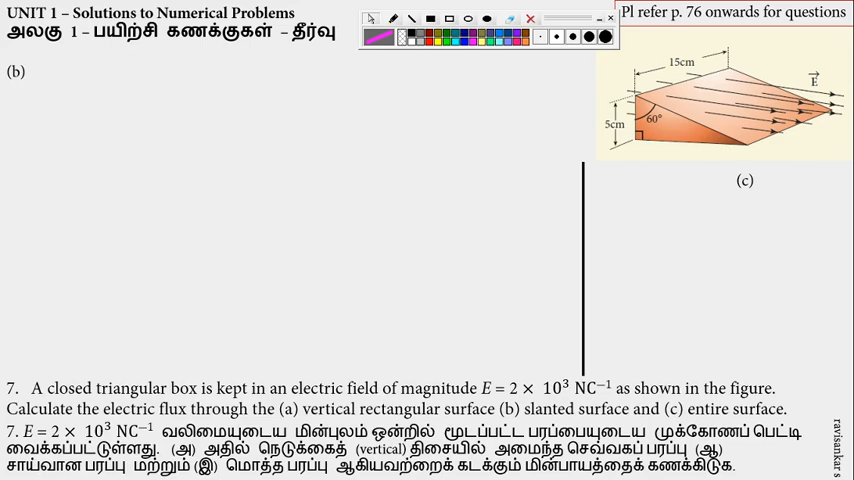 UNIT 1 – Solutions to Numerical Problems
அலகு 1 – பயிற்சி கணக்குகள் – தீர்வு
Pl refer p. 76 onwards for questions
(b)
15cm
E
5cm
60°
(c)
7. A closed triangular box is kept in an electric field of magnitude E = 2 × 10³ NC⁻¹ as shown in the figure.
Calculate the electric flux through the (a) vertical rectangular surface (b) slanted surface and (c) entire surface.
7. E = 2 × 10³ NC⁻¹ வலிமையுடைய மின்புலம் ஒன்றில் மூடப்பட்ட பரப்பையுடைய முக்கோணப் பெட்டி
வைக்கப்பட்டுள்ளது. (அ) அதில் நெடுக்கைத் (vertical) திசையில் அமைந்த செவ்வகப் பரப்பு (ஆ)
சாய்வான பரப்பு மற்றும் (இ) மொத்த பரப்பு ஆகியவற்றைக் கடக்கும் மின்பாயத்தைக் கணக்கிடுக.
ravisankar s